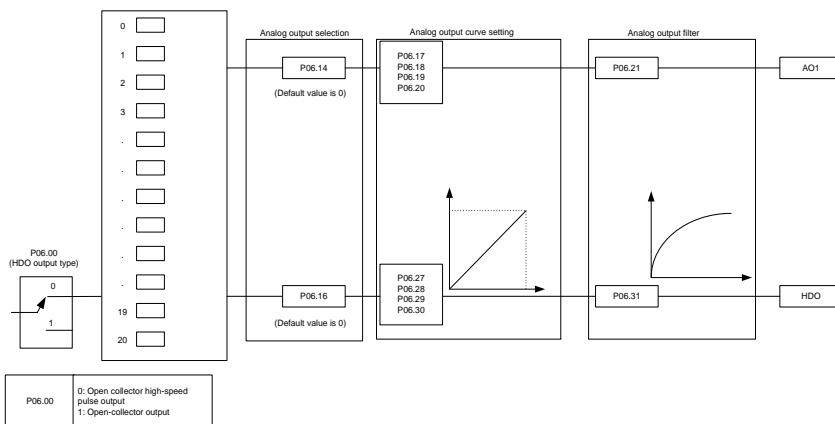 Analog output selection
Analog output curve setting
Analog output filter
0
1
2
3
.
.
.
.
.
.
19
20
P06.14
(Default value is 0)
P06.17
P06.18
P06.19
P06.20
P06.21
AO1
P06.00
(HDO output type)
0
1
P06.16
(Default value is 0)
P06.27
P06.28
P06.29
P06.30
P06.31
HDO
P06.00
0: Open collector high-speed
pulse output
1: Open-collector output